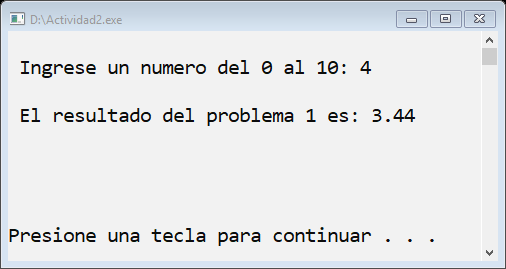 D:\Actividad2.exe
Ingrese un numero del 0 al 10: 4
El resultado del problema 1 es: 3.44
Presione una tecla para continuar . . .